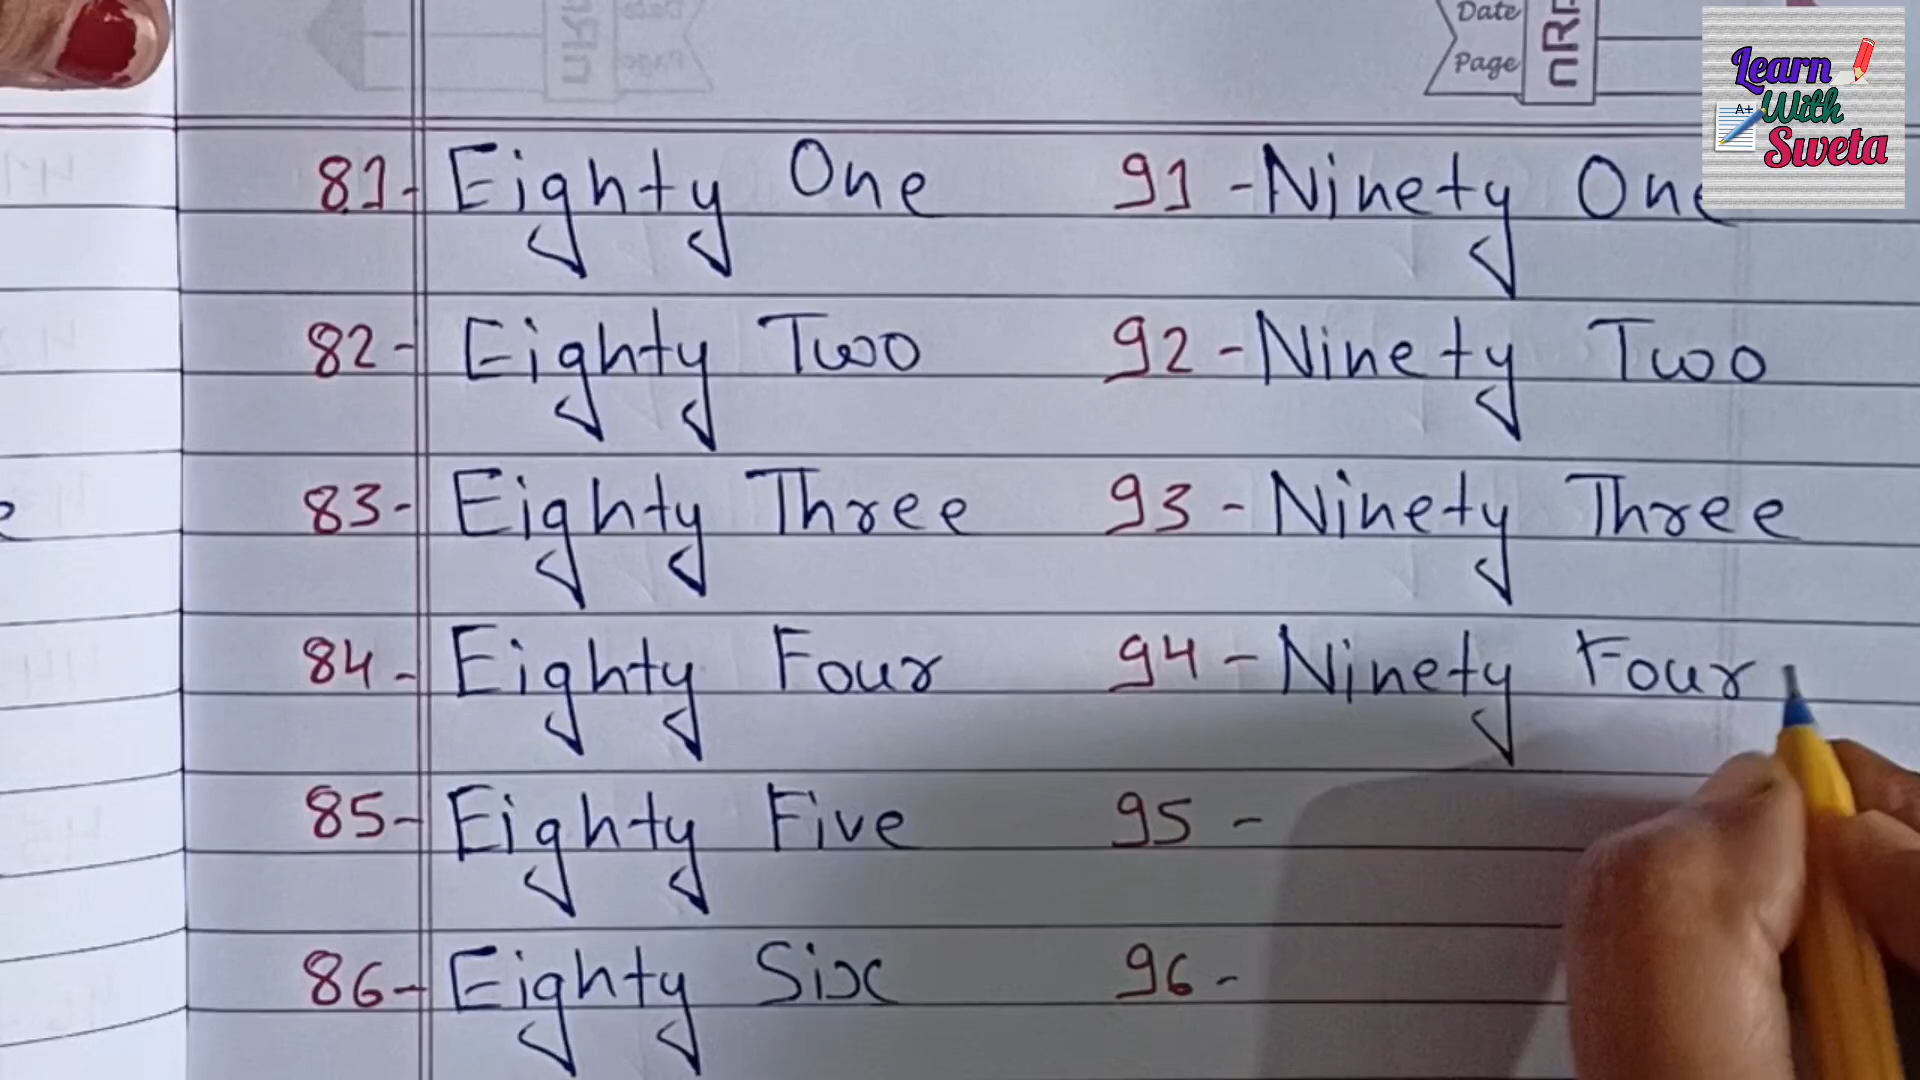 Date
Page
nRI
Learn
With
Sweta
A+
81- Eighty One 91 - Ninety One
82- Eighty Two 92 - Ninety Two
83- Eighty Three 93 - Ninety Three
84- Eighty Four 94 - Ninety Four
85- Eighty Five 95 -
86- Eighty Six 96 -